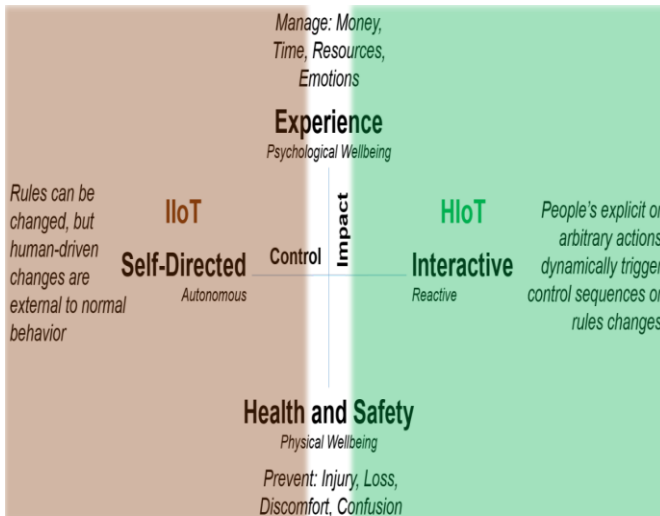 Manage: Money,
Time, Resources,
Emotions
Experience
Psychological Wellbeing
Rules can be
changed, but
human-driven
changes are
external to normal
behavior
IIoT
Self-Directed
Autonomous
Control
Impact
HIoT
Interactive
Reactive
People's explicit or
arbitrary actions
dynamically trigger
control sequences or
rules changes
Health and Safety
Physical Wellbeing
Prevent: Injury, Loss,
Discomfort, Confusion